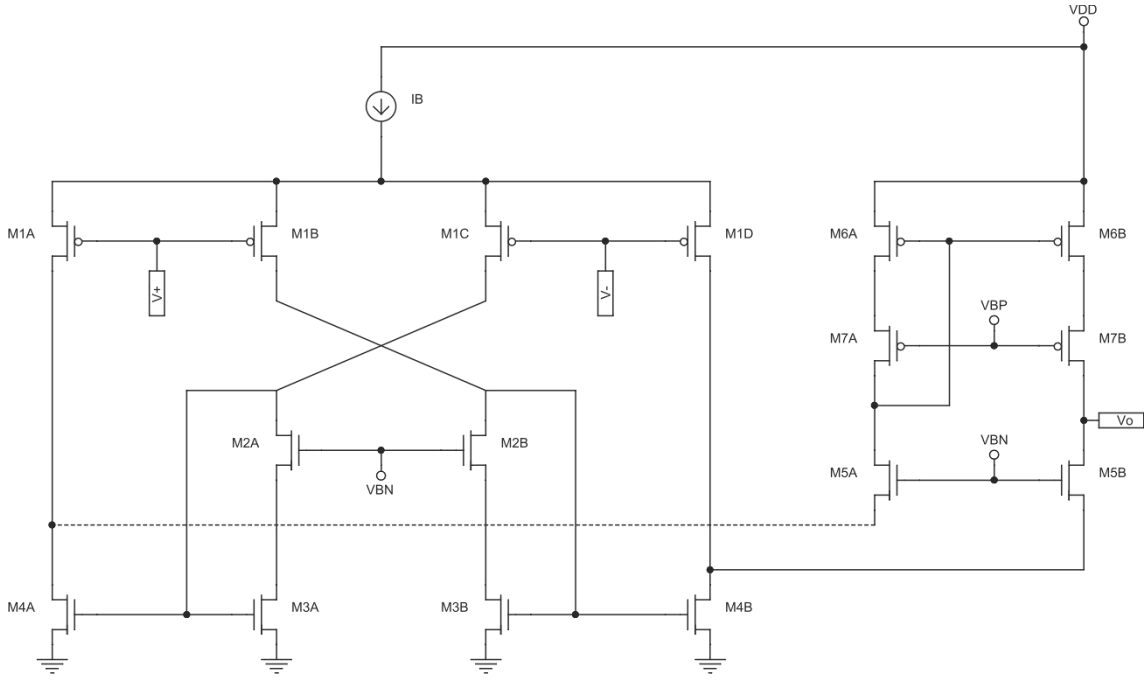 VDD
IB
M1A
M1B
M1C
M1D
M6A
M6B
V+
V-
VBP
M7A
M7B
Vo
M2A
M2B
VBN
VBN
M5A
M5B
M4A
M3A
M3B
M4B